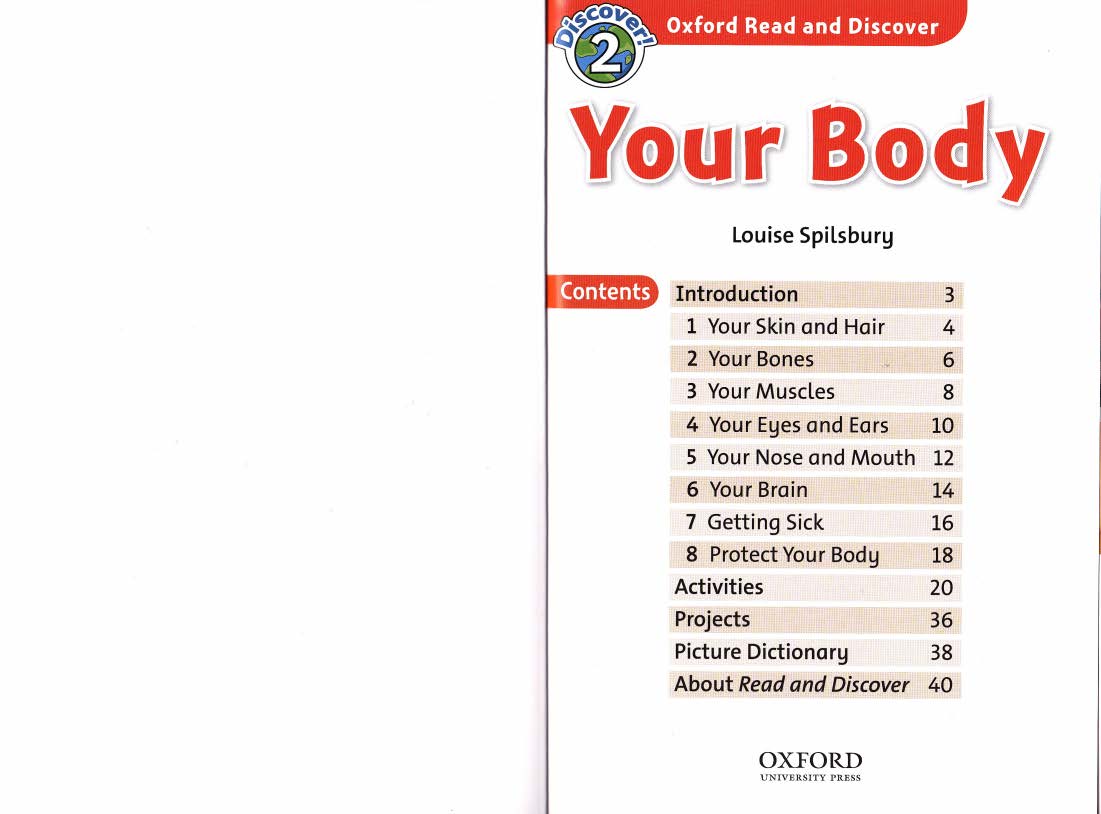 Discover!
2
Oxford Read and Discover
Your Body
Louise Spilsbury
Contents
Introduction 3
1 Your Skin and Hair 4
2 Your Bones 6
3 Your Muscles 8
4 Your Eyes and Ears 10
5 Your Nose and Mouth 12
6 Your Brain 14
7 Getting Sick 16
8 Protect Your Body 18
Activities 20
Projects 36
Picture Dictionary 38
About Read and Discover 40
OXFORD
UNIVERSITY PRESS